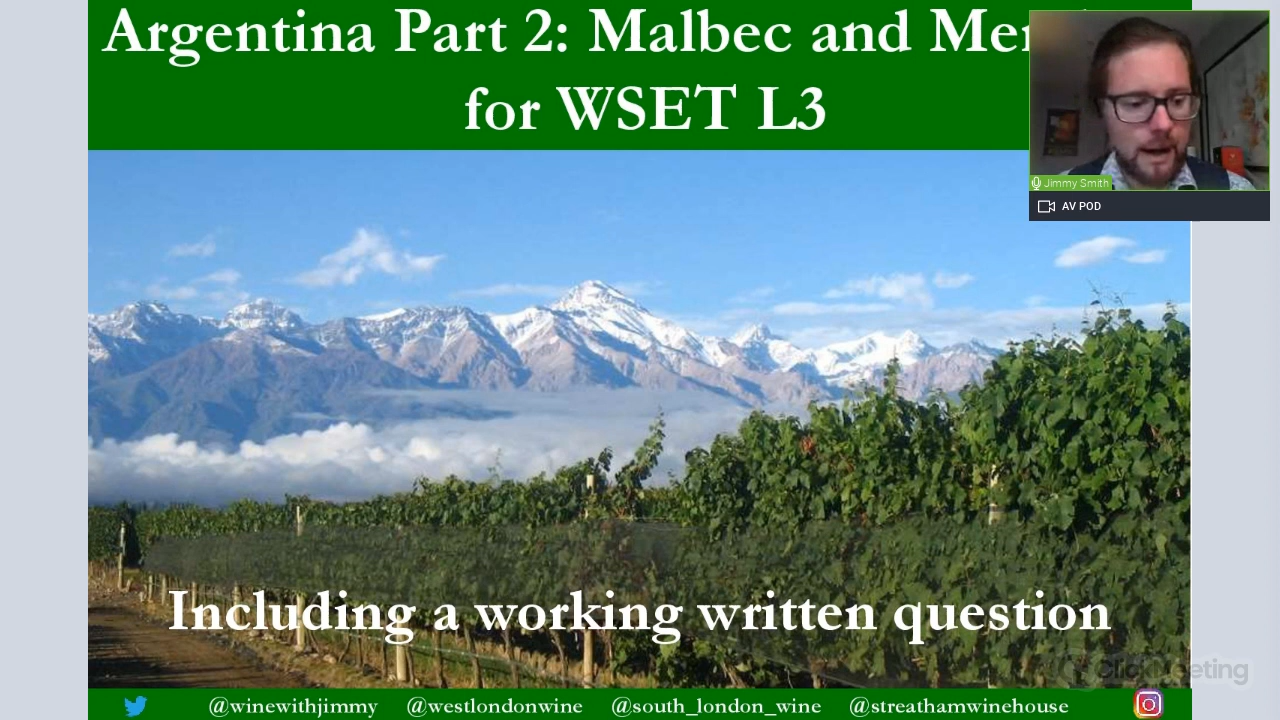 Argentina Part 2: Malbec and
for WSET L3
Jimmy Smith
AV POD
Including a working written question
ClickMeeting
@winewithjimmy @westlondonwine @south_london_wine @streathamwinehouse